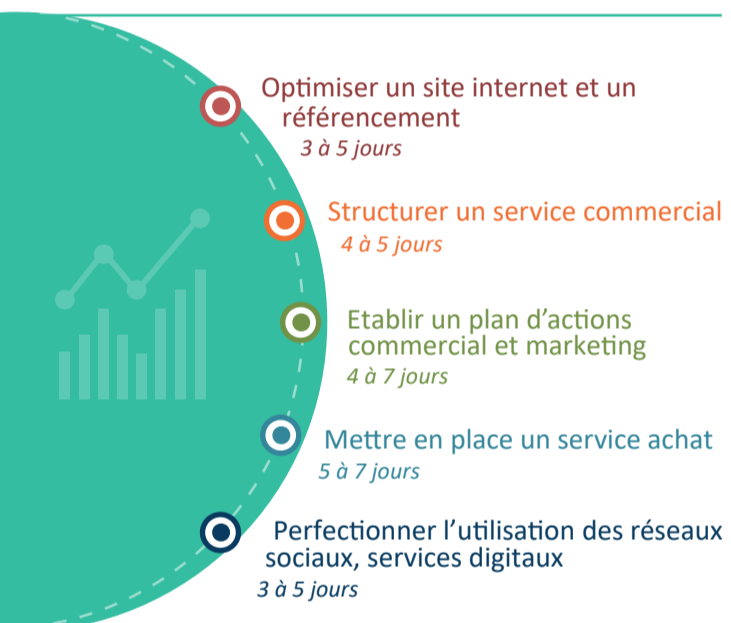 Optimiser un site internet et un
référencement
3 à 5 jours
Structurer un service commercial
4 à 5 jours
Etablir un plan d’actions
commercial et marketing
4 à 7 jours
Mettre en place un service achat
5 à 7 jours
Perfectionner l’utilisation des réseaux
sociaux, services digitaux
3 à 5 jours